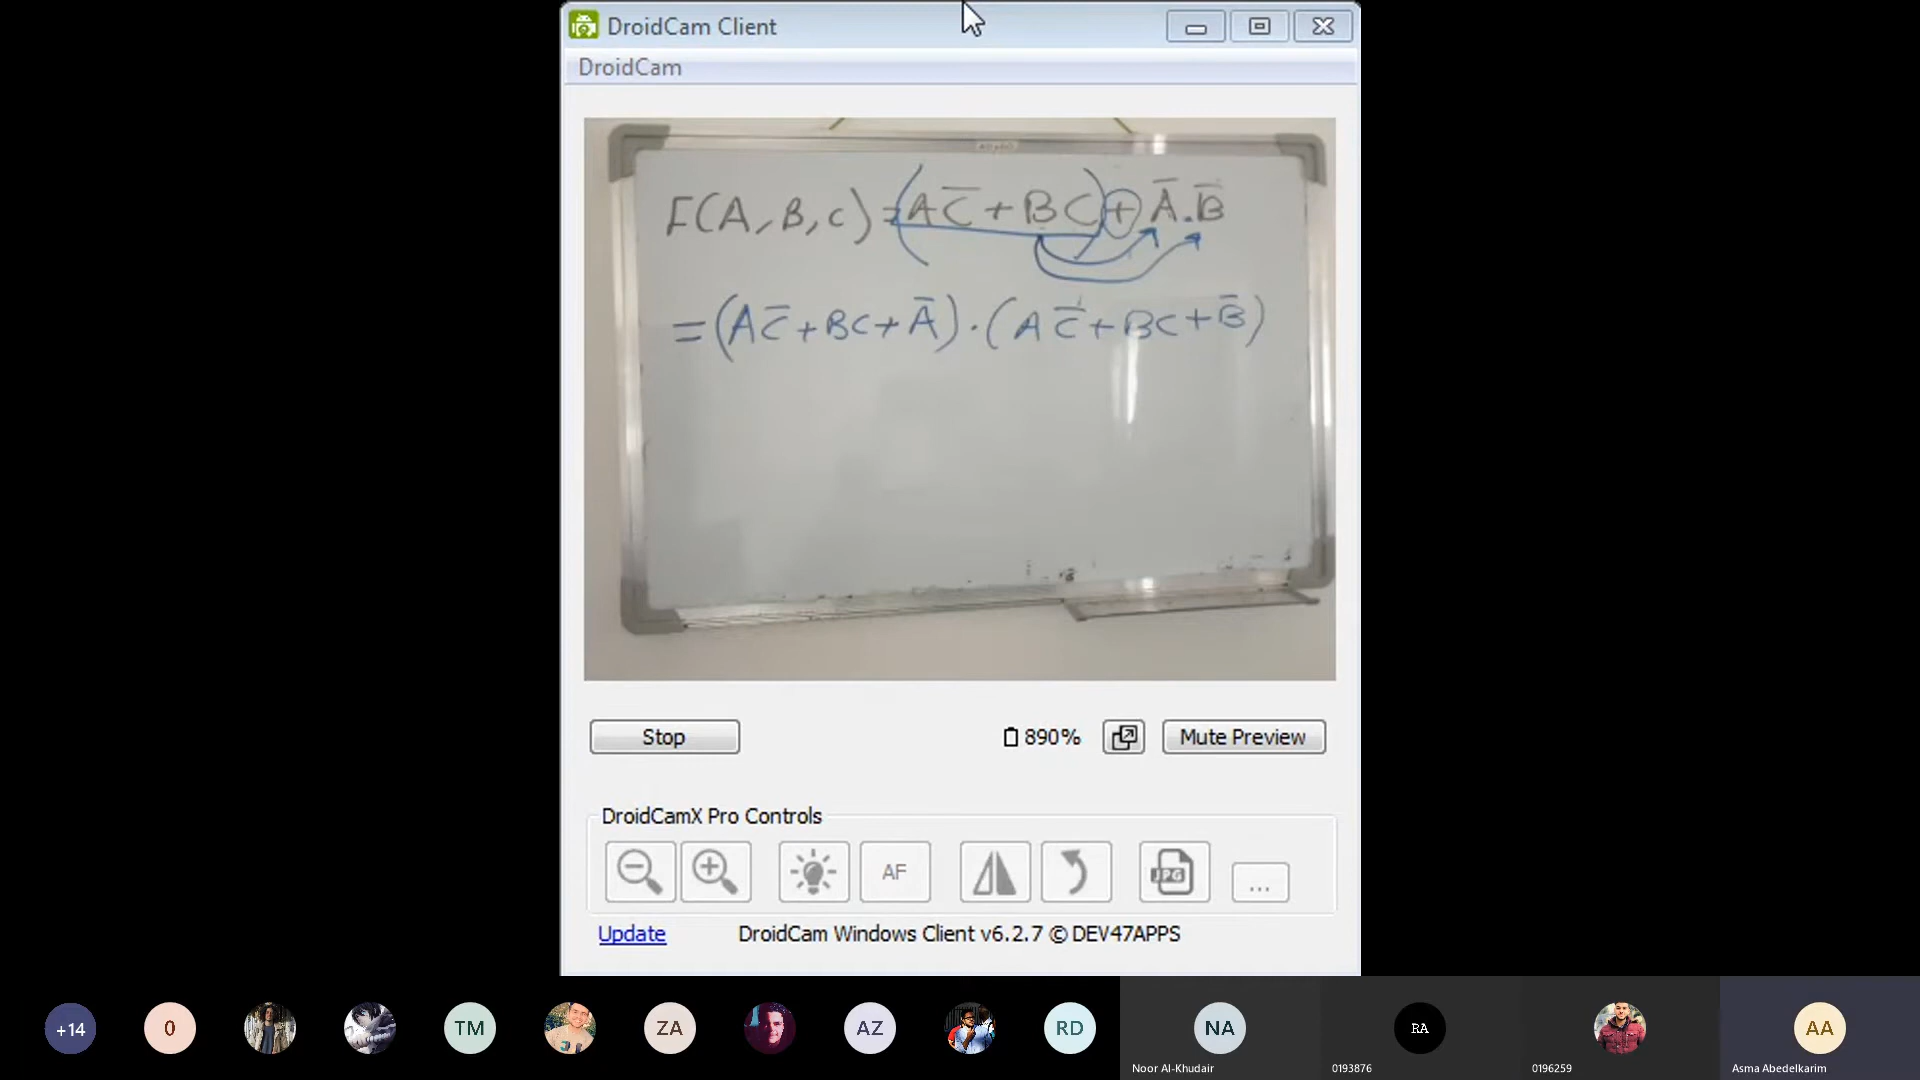 DroidCam Client
DroidCam
F(A,B,C) = (AC̅ + BC) + A̅.B̅
= (AC̅+BC+A̅).(AC̅+BC+B̅)
Stop
890%
Mute Preview
DroidCamX Pro Controls
AF
JPG
...
Update
DroidCam Windows Client v6.2.7 © DEV47APPS
+14
0
TM
ZA
AZ
RD
NA
RA
AA
Noor Al-Khudair
0193876
0196259
Asma Abedelkarim